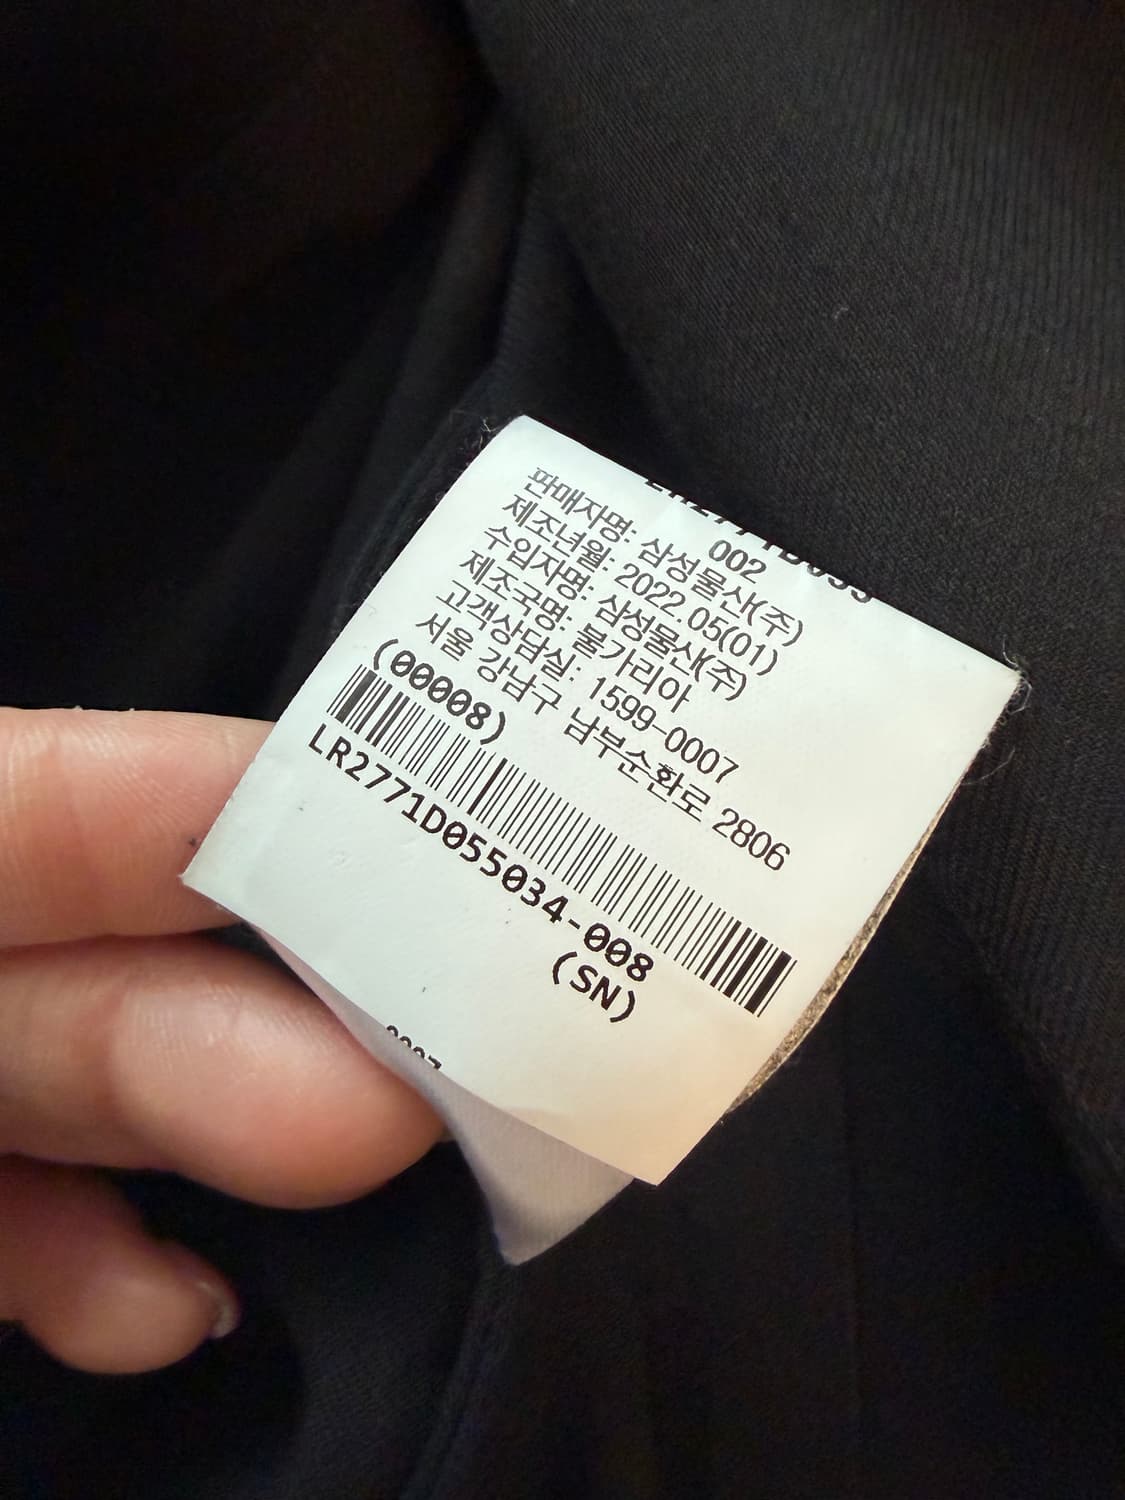 002
판매자명: 삼성물산(주)
제조년월: 2022.05(01)
수입자명: 삼성물산(주)
제조국명: 불가리아
고객상담실: 1599-0007
서울 강남구 남부순환로 2806
(00008)
LR2771D055034-008
(SN)